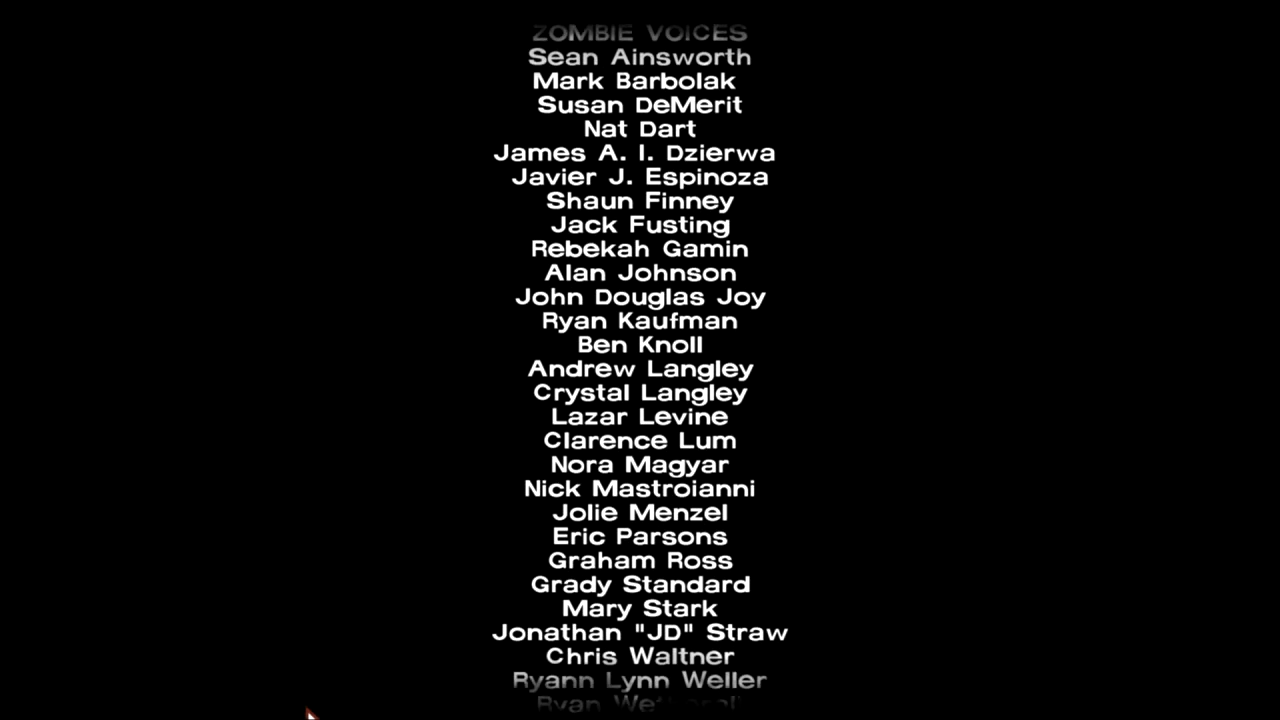 ZOMBIE VOICES
Sean Ainsworth
Mark Barbolak
Susan DeMerit
Nat Dart
James A. I. Dzierwa
Javier J. Espinoza
Shaun Finney
Jack Fusting
Rebekah Gamin
Alan Johnson
John Douglas Joy
Ryan Kaufman
Ben Knoll
Andrew Langley
Crystal Langley
Lazar Levine
Clarence Lum
Nora Magyar
Nick Mastroianni
Jolie Menzel
Eric Parsons
Graham Ross
Grady Standard
Mary Stark
Jonathan "JD" Straw
Chris Waltner
Ryann Lynn Weller
Ryan